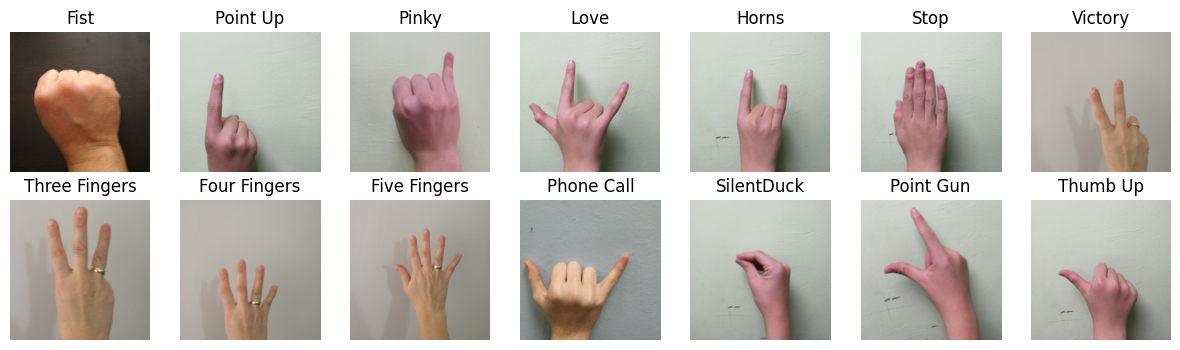 Fist Point Up Pinky Love Horns Stop Victory
Three Fingers Four Fingers Five Fingers Phone Call SilentDuck Point Gun Thumb Up